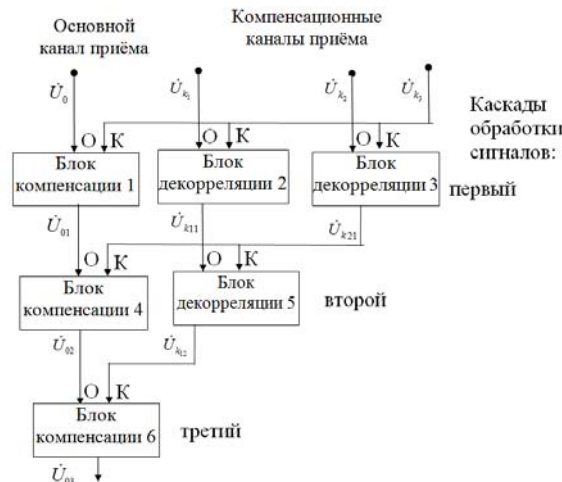 Основной
канал приёма
Компенсационные
каналы приёма
U̇₀
U̇ₖ₁
U̇ₖ₂
U̇ₖ₃
Каскады
обработки
сигналов:
О К О К О К
Блок
компенсации 1
Блок
декорреляции 2
Блок
декорреляции 3
первый
U̇₀₁
U̇ₖ₁₁
U̇ₖ₂₁
О К О К
Блок
компенсации 4
Блок
декорреляции 5
второй
U̇₀₂
U̇ₖ₁₂
О К
Блок
компенсации 6
третий
U̇₀₃